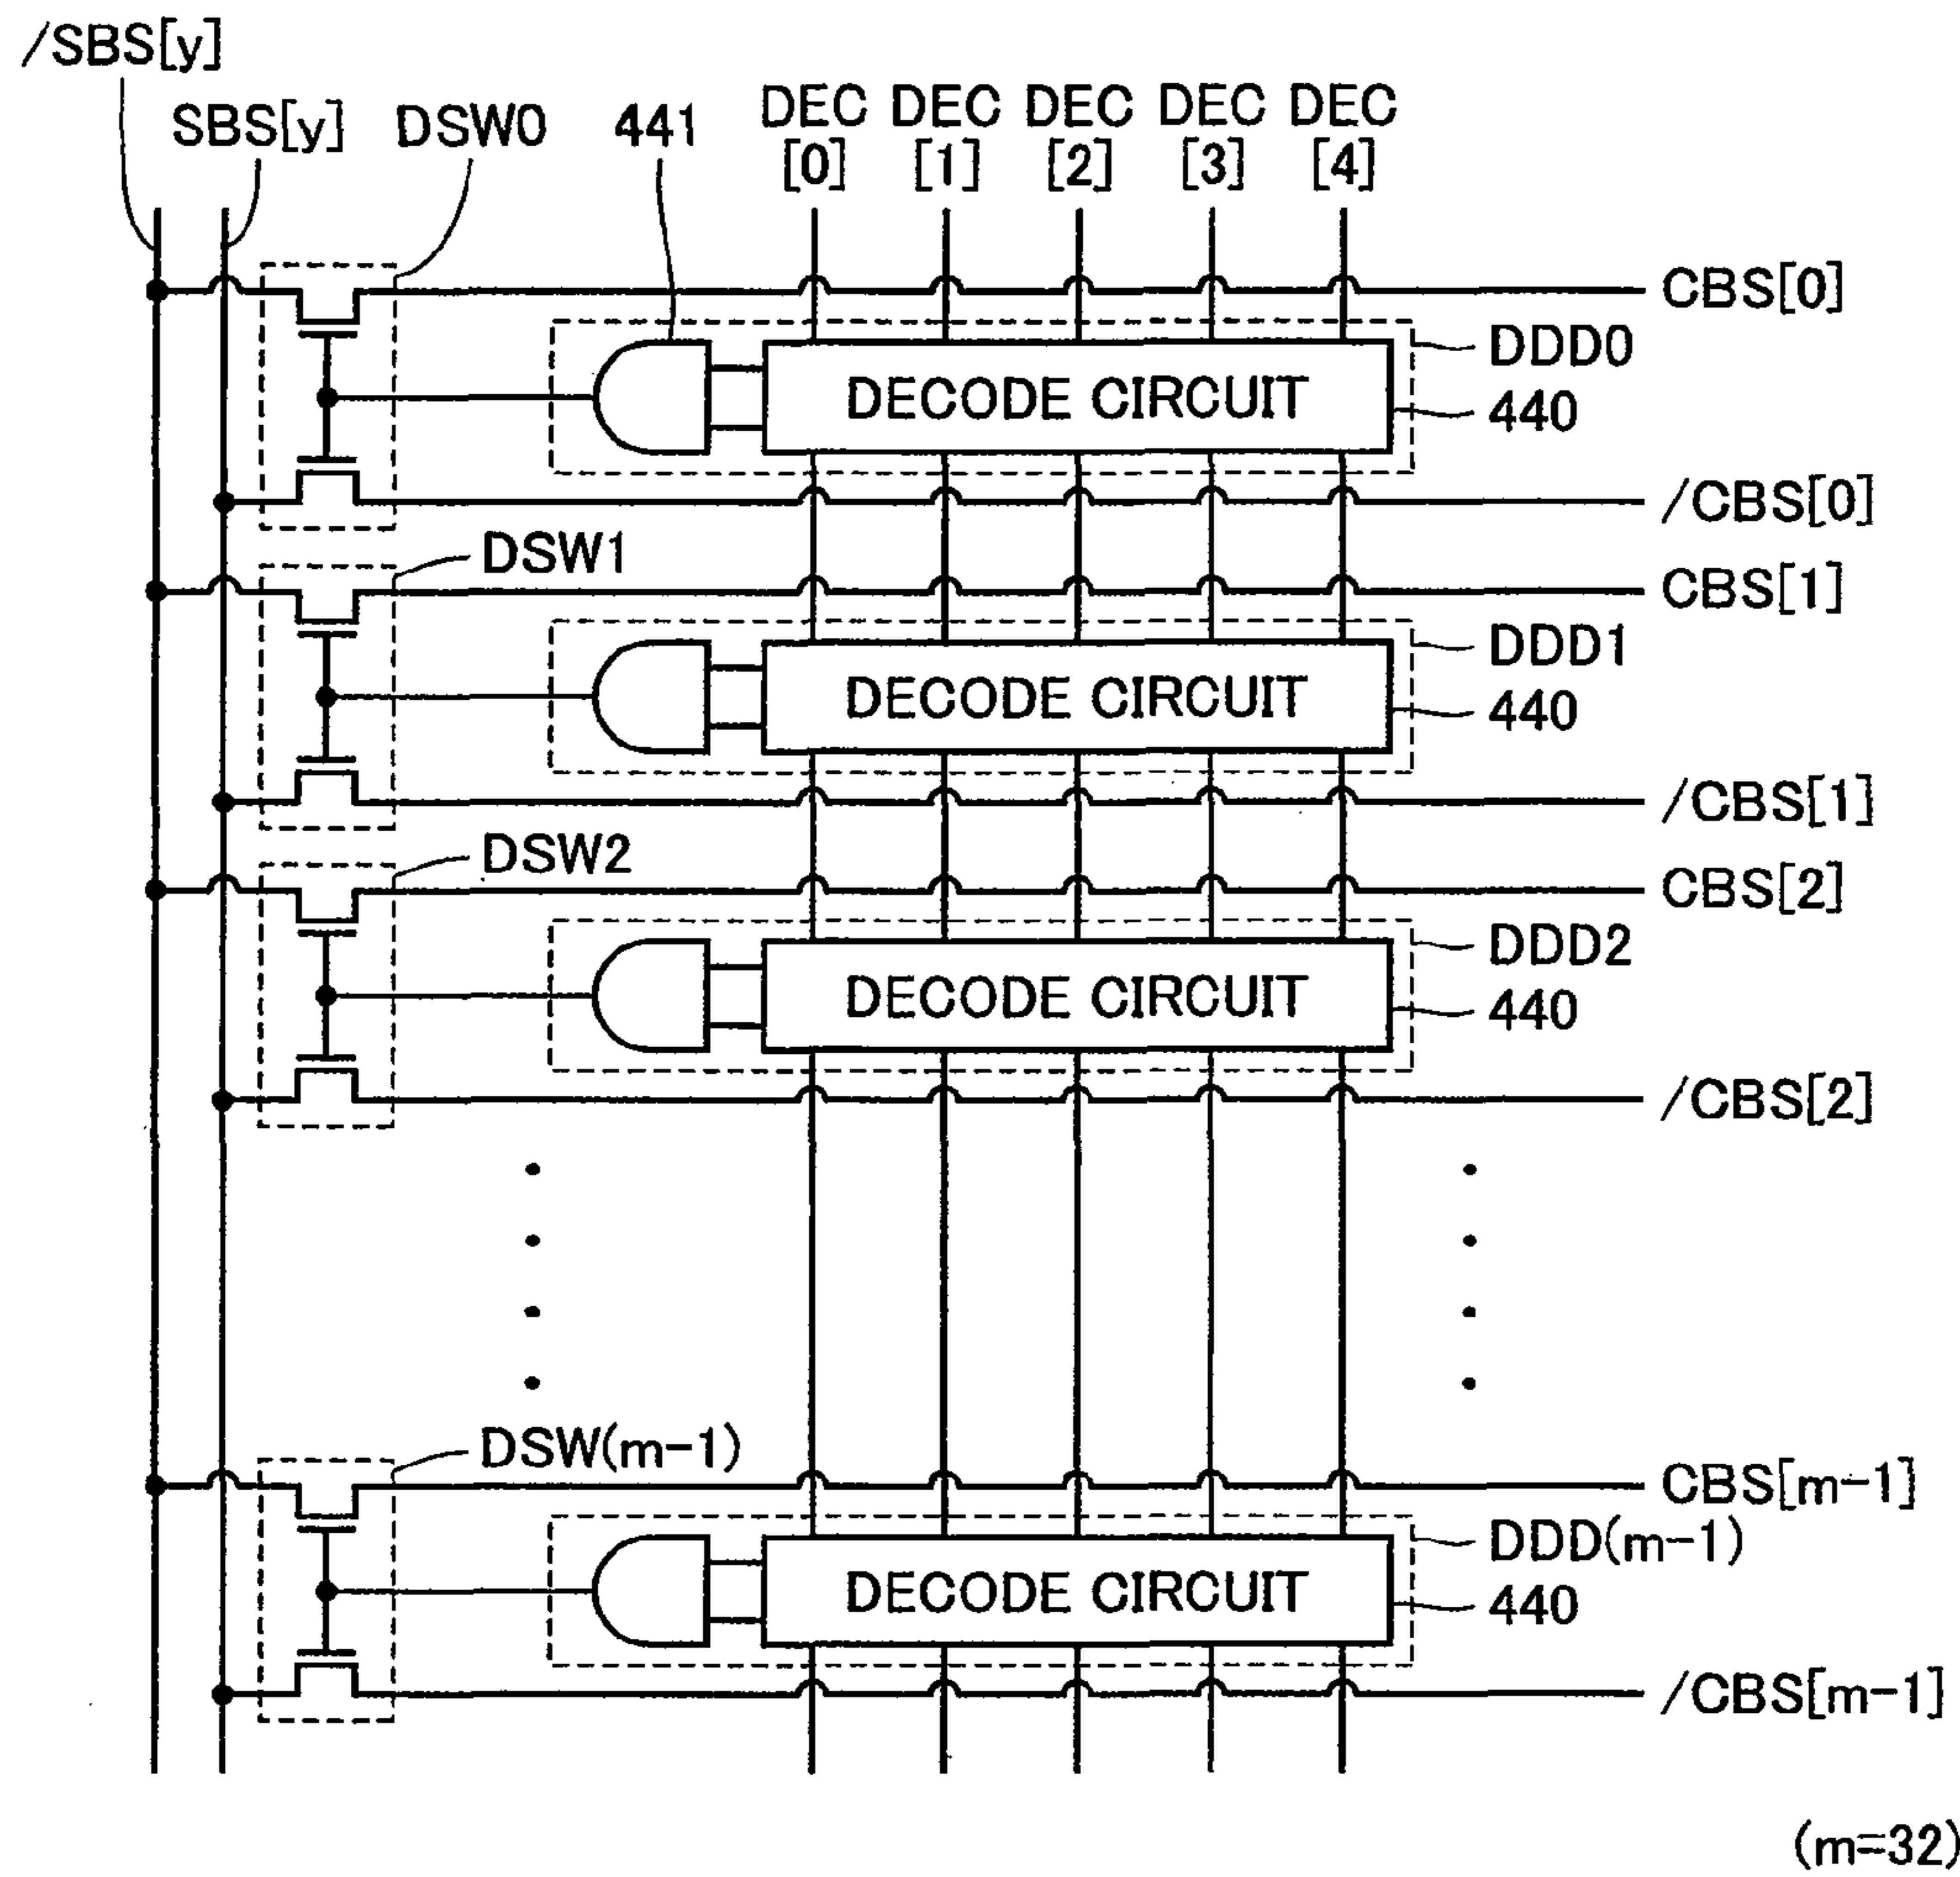 /SBS[y]
SBS[y]
DSW0
441
DEC
[0]
DEC
[1]
DEC
[2]
DEC
[3]
DEC
[4]
CBS[0]
DDD0
DECODE CIRCUIT
440
/CBS[0]
DSW1
CBS[1]
DDD1
DECODE CIRCUIT
440
/CBS[1]
DSW2
CBS[2]
DDD2
DECODE CIRCUIT
440
/CBS[2]
DSW(m-1)
CBS[m-1]
DDD(m-1)
DECODE CIRCUIT
440
/CBS[m-1]
(m=32)